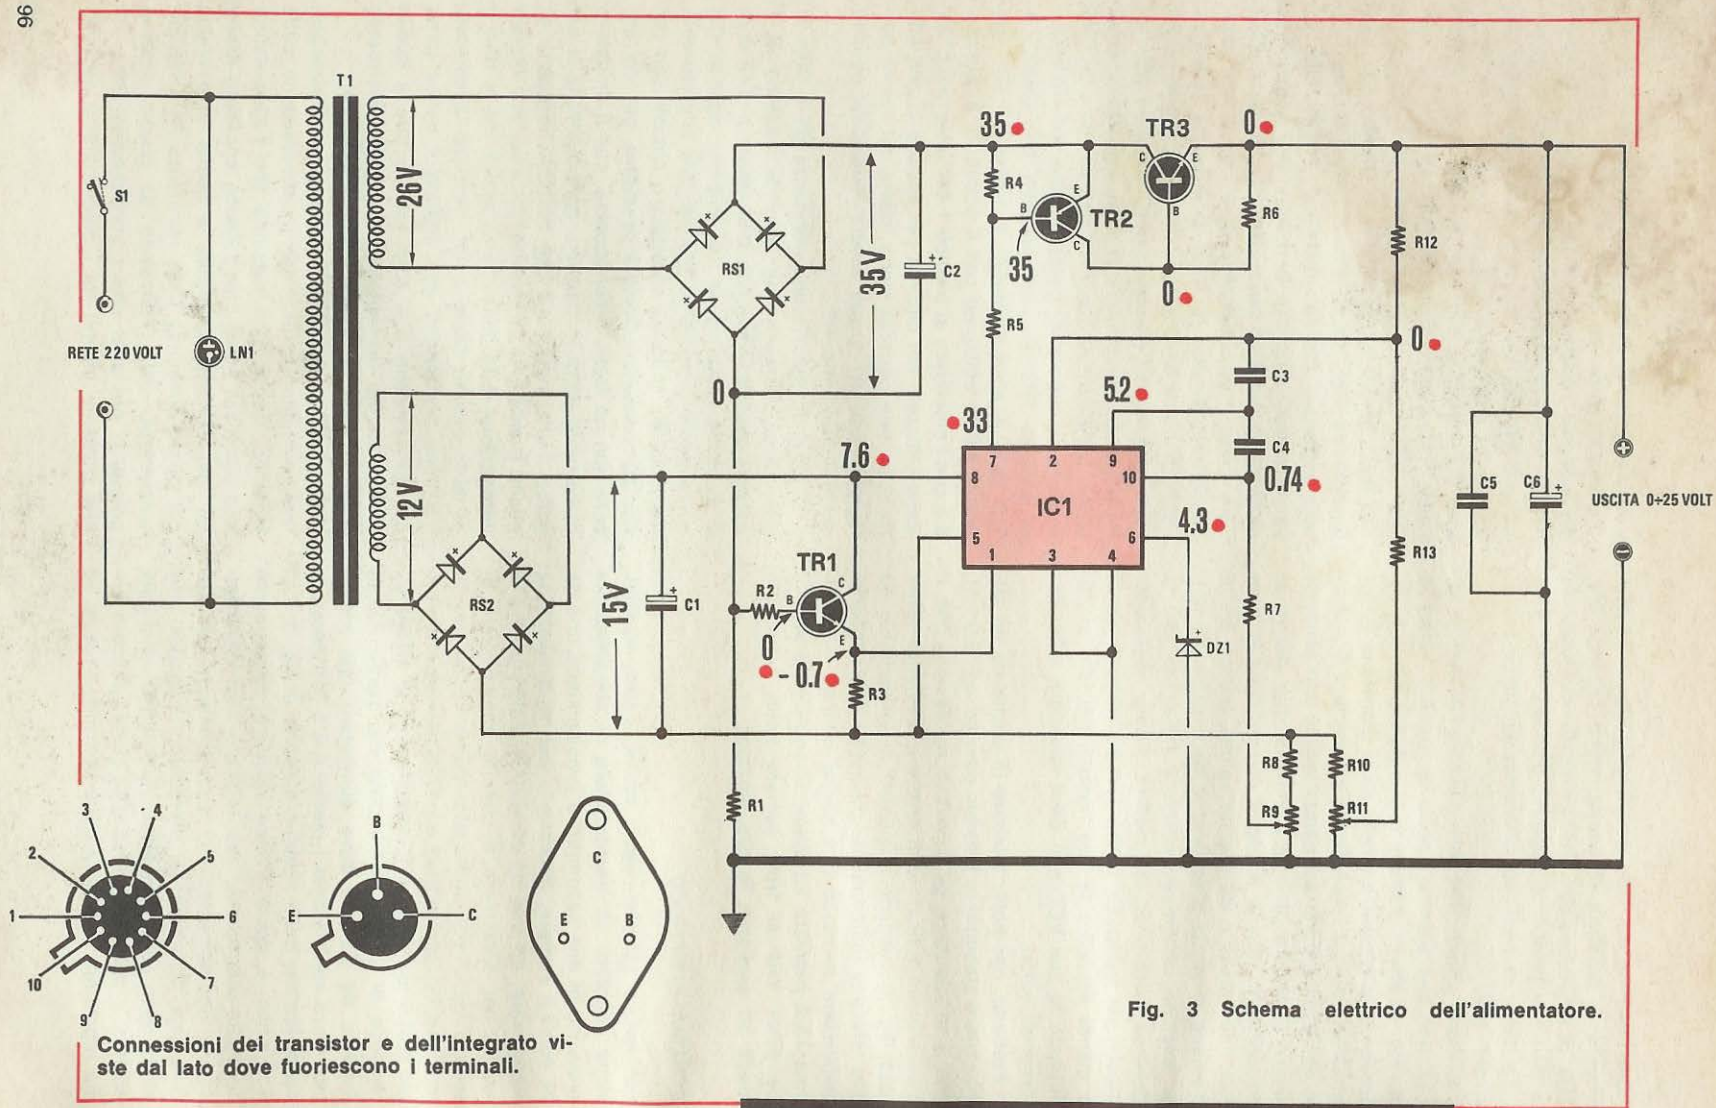 96
T1
S1
26V
RS1
35V
C2
35
TR3
0
R4
E
B
TR2
C
35
C
E
B
0
R6
R12
R5
0
RETE 220 VOLT
LN1
0
5.2
C3
33
C4
7.6
12V
7
2
9
8
10
IC1
5
6
1
3
4
0.74
4.3
C5
C6
USCITA 0÷25 VOLT
RS2
15V
C1
TR1
R2
B
C
E
0
- 0.7
R3
R7
DZ1
R13
R8
R10
R9
R11
R1
3
4
2
5
1
6
10
7
9
8
B
E
C
C
E
B
Connessioni dei transistor e dell'integrato vi-
ste dal lato dove fuoriescono i terminali.
Fig. 3 Schema elettrico dell'alimentatore.